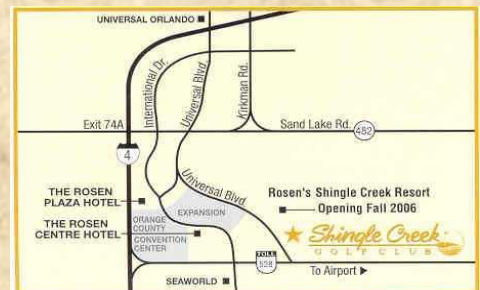 UNIVERSAL ORLANDO
International Dr.
Universal Blvd.
Kirkman Rd.
Exit 74A
Sand Lake Rd.
482
4
THE ROSEN
PLAZA HOTEL
Universal Blvd
EXPANSION
Rosen's Shingle Creek Resort
Opening Fall 2006
THE ROSEN
CENTRE HOTEL
ORANGE
COUNTY
CONVENTION
CENTER
Shingle Creek
GOLF CLUB
TOLL
528
To Airport
SEAWORLD